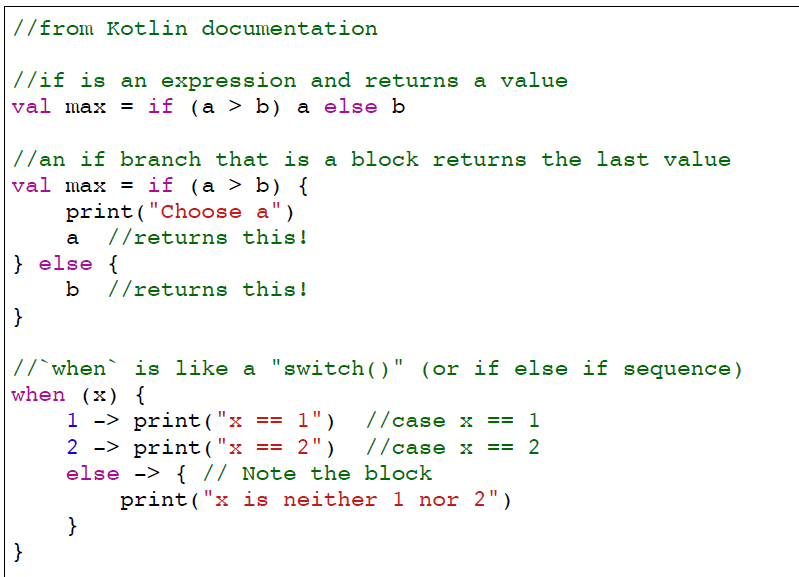 //from Kotlin documentation
//if is an expression and returns a value
val max = if (a > b) a else b
//an if branch that is a block returns the last value
val max = if (a > b) {
    print("Choose a")
    a  //returns this!
} else {
    b  //returns this!
}
//`when` is like a "switch()" (or if else if sequence)
when (x) {
    1 -> print("x == 1")  //case x == 1
    2 -> print("x == 2")  //case x == 2
    else -> { // Note the block
        print("x is neither 1 nor 2")
    }
}